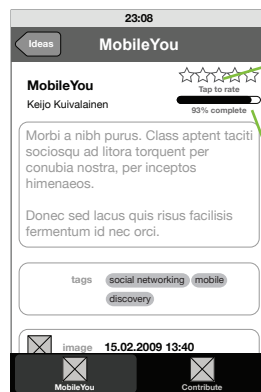 23:08
Ideas
MobileYou
MobileYou
Tap to rate
Keijo Kuivalainen
93% complete
Morbi a nibh purus. Class aptent taciti
sociosqu ad litora torquent per
conubia nostra, per inceptos
himenaeos.
Donec sed lacus quis risus facilisis
fermentum id nec orci.
tags social networking mobile
discovery
image 15.02.2009 13:40
MobileYou Contribute